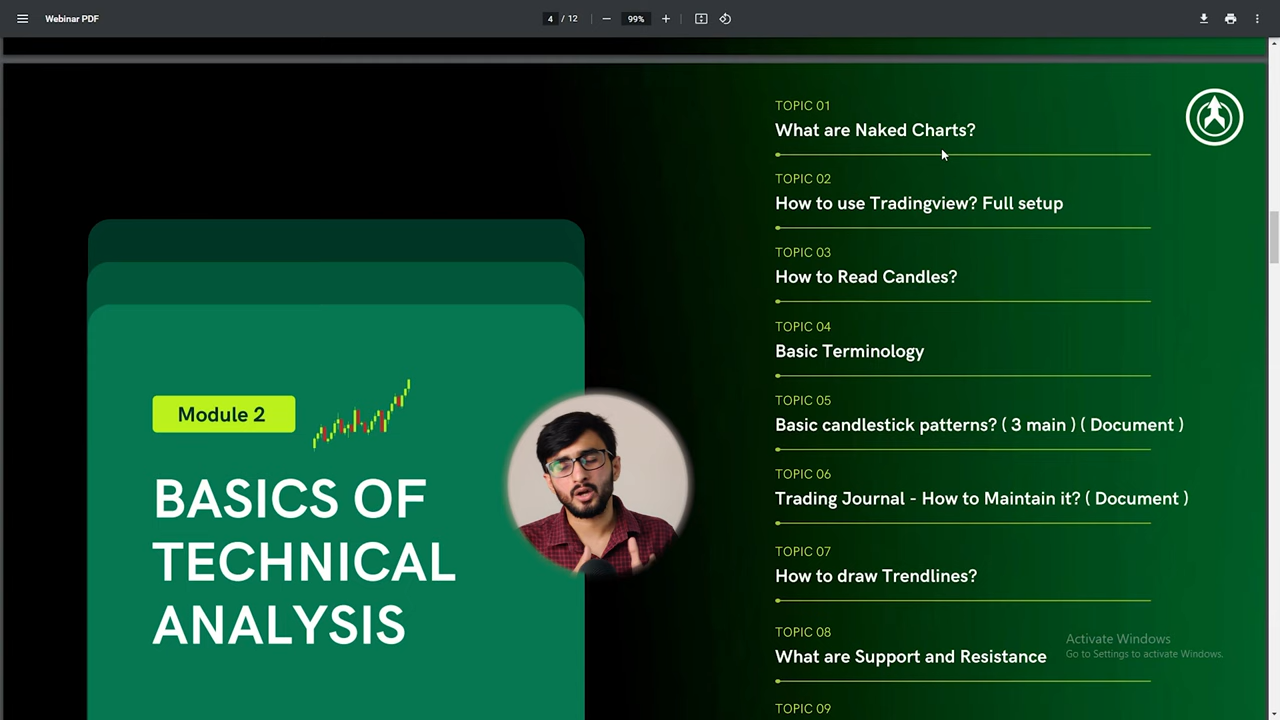 Webinar PDF
4 / 12
99%
TOPIC 01
What are Naked Charts?
TOPIC 02
How to use Tradingview? Full setup
TOPIC 03
How to Read Candles?
TOPIC 04
Basic Terminology
TOPIC 05
Basic candlestick patterns? ( 3 main ) ( Document )
TOPIC 06
Trading Journal - How to Maintain it? ( Document )
TOPIC 07
How to draw Trendlines?
TOPIC 08
What are Support and Resistance
TOPIC 09
Module 2
BASICS OF
TECHNICAL
ANALYSIS
Activate Windows
Go to Settings to activate Windows.